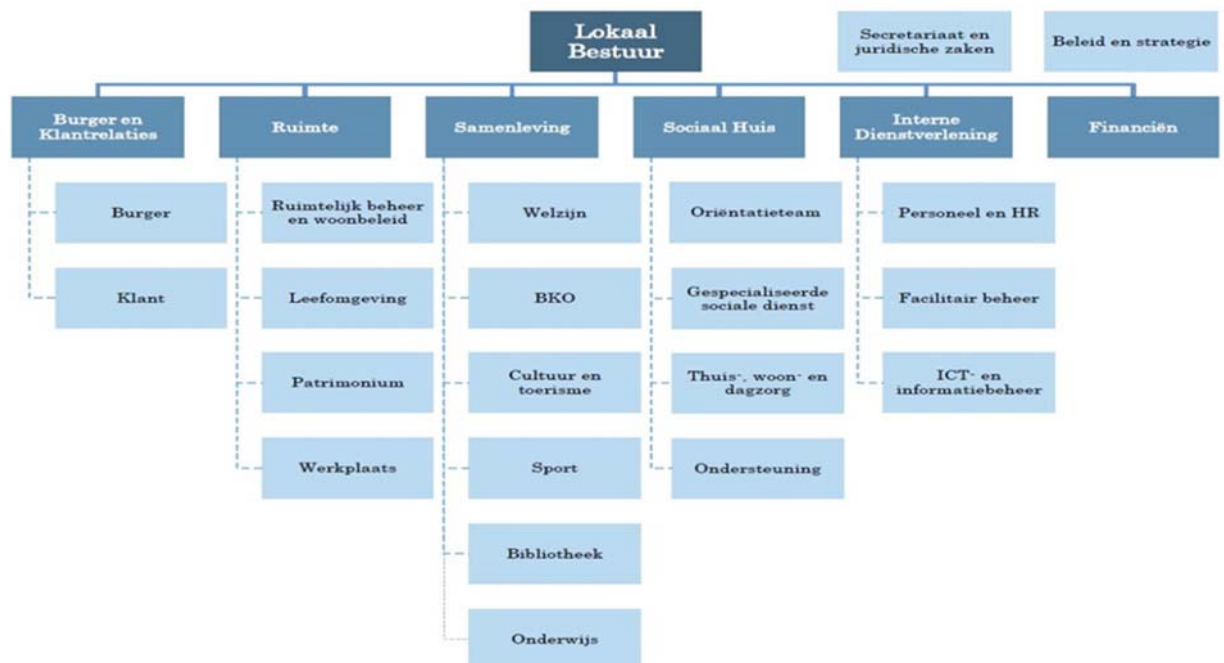 Lokaal
Bestuur
Secretariaat en
juridische zaken
Beleid en strategie
Burger en
Klantrelaties
Ruimte
Samenleving
Sociaal Huis
Interne
Dienstverlening
Financiën
Burger
Klant
Ruimtelijk beheer
en woonbeleid
Leefomgeving
Patrimonium
Werkplaats
Welzijn
BKO
Cultuur en
toerisme
Sport
Bibliotheek
Onderwijs
Oriëntatieteam
Gespecialiseerde
sociale dienst
Thuis-, woon- en
dagzorg
Ondersteuning
Personeel en HR
Facilitair beheer
ICT- en
informatiebeheer